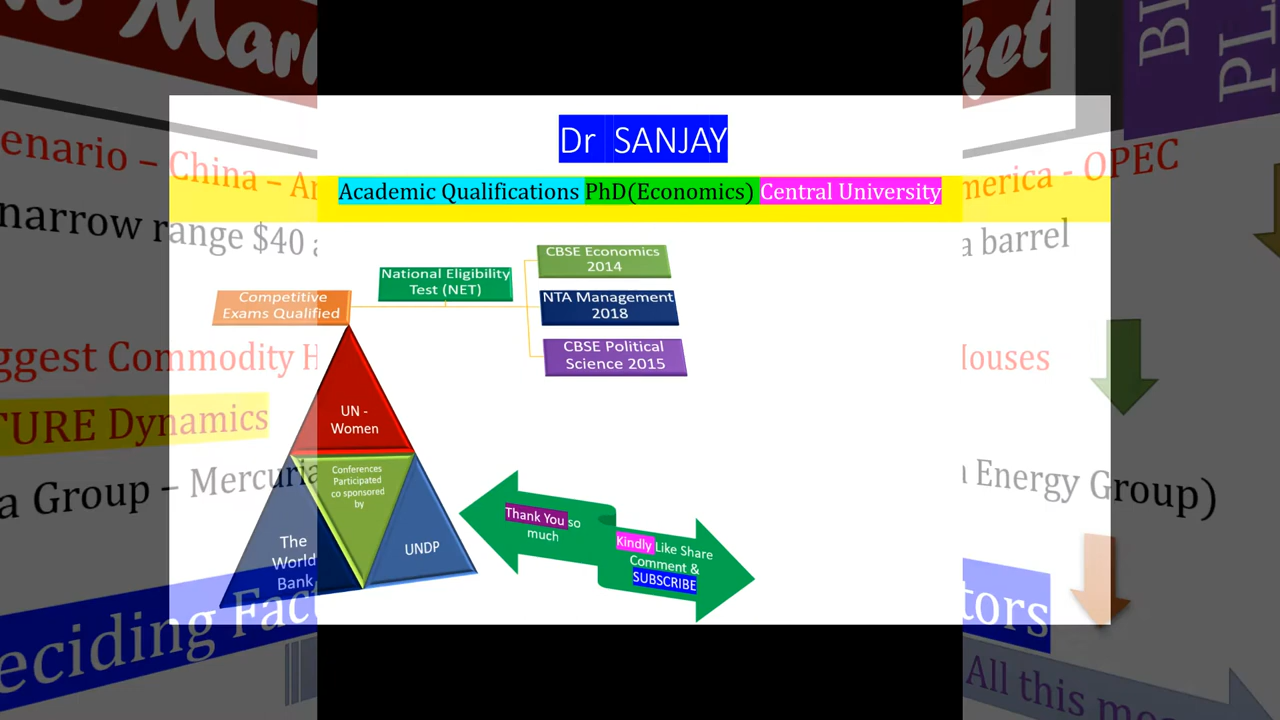 Dr SANJAY
Academic Qualifications PhD(Economics) Central University
enario – China – Am
merica - OPEC
narrow range $40 a
a barrel
CBSE Economics
2014
National Eligibility
Test (NET)
NTA Management
2018
Competitive
Exams Qualified
CBSE Political
Science 2015
ggest Commodity H
Houses
TURE Dynamics
UN -
Women
Conferences
Participated
co sponsored
by
a Group – Mercuria
a Energy Group)
The
World
Bank
UNDP
Thank You so
much
Kindly Like Share
Comment &
SUBSCRIBE
eciding Fact
tors
All this mea